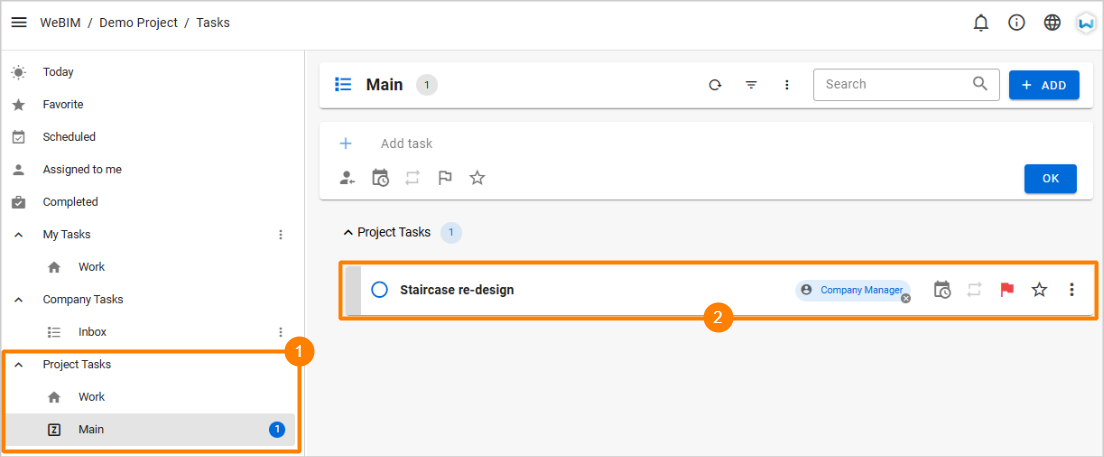 WeBIM / Demo Project / Tasks
Today
Favorite
Scheduled
Assigned to me
Completed
My Tasks
Work
Company Tasks
Inbox
1
Project Tasks
Work
Main 1
Main 1
Search
+ ADD
+ Add task
OK
Project Tasks 1
Staircase re-design
Company Manager
2